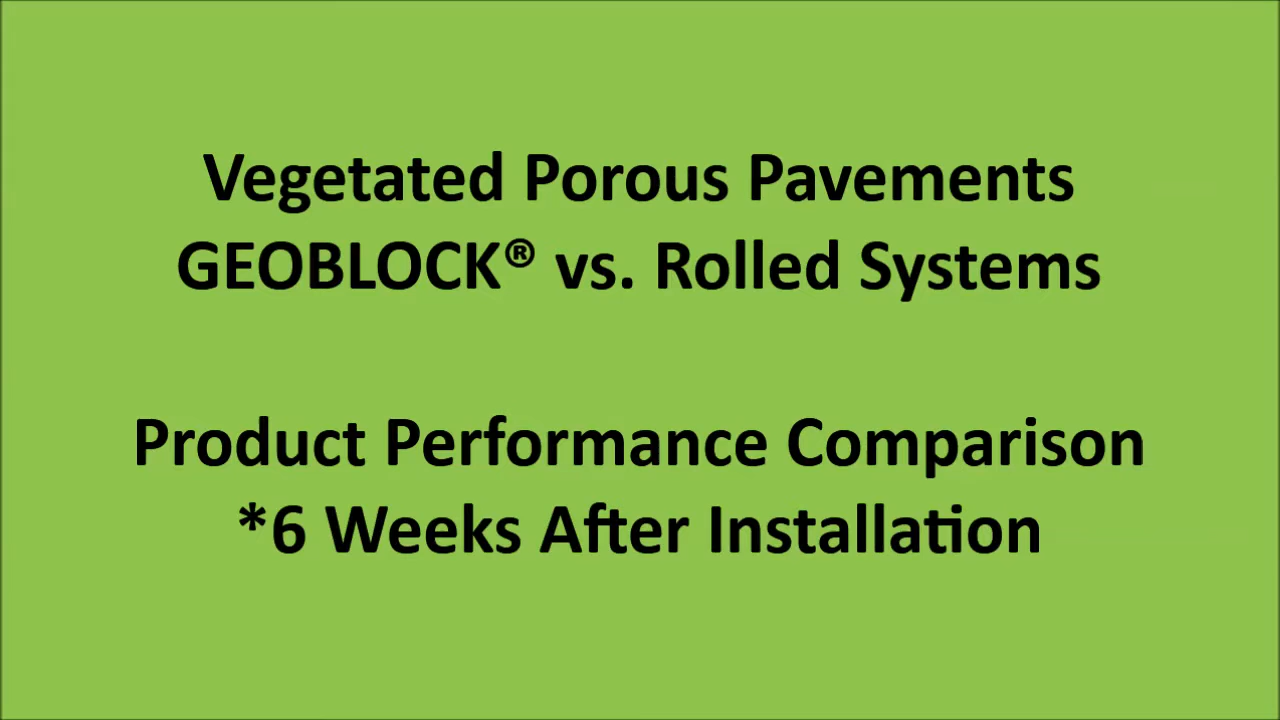 Vegetated Porous Pavements
GEOBLOCK® vs. Rolled Systems
Product Performance Comparison
*6 Weeks After Installation